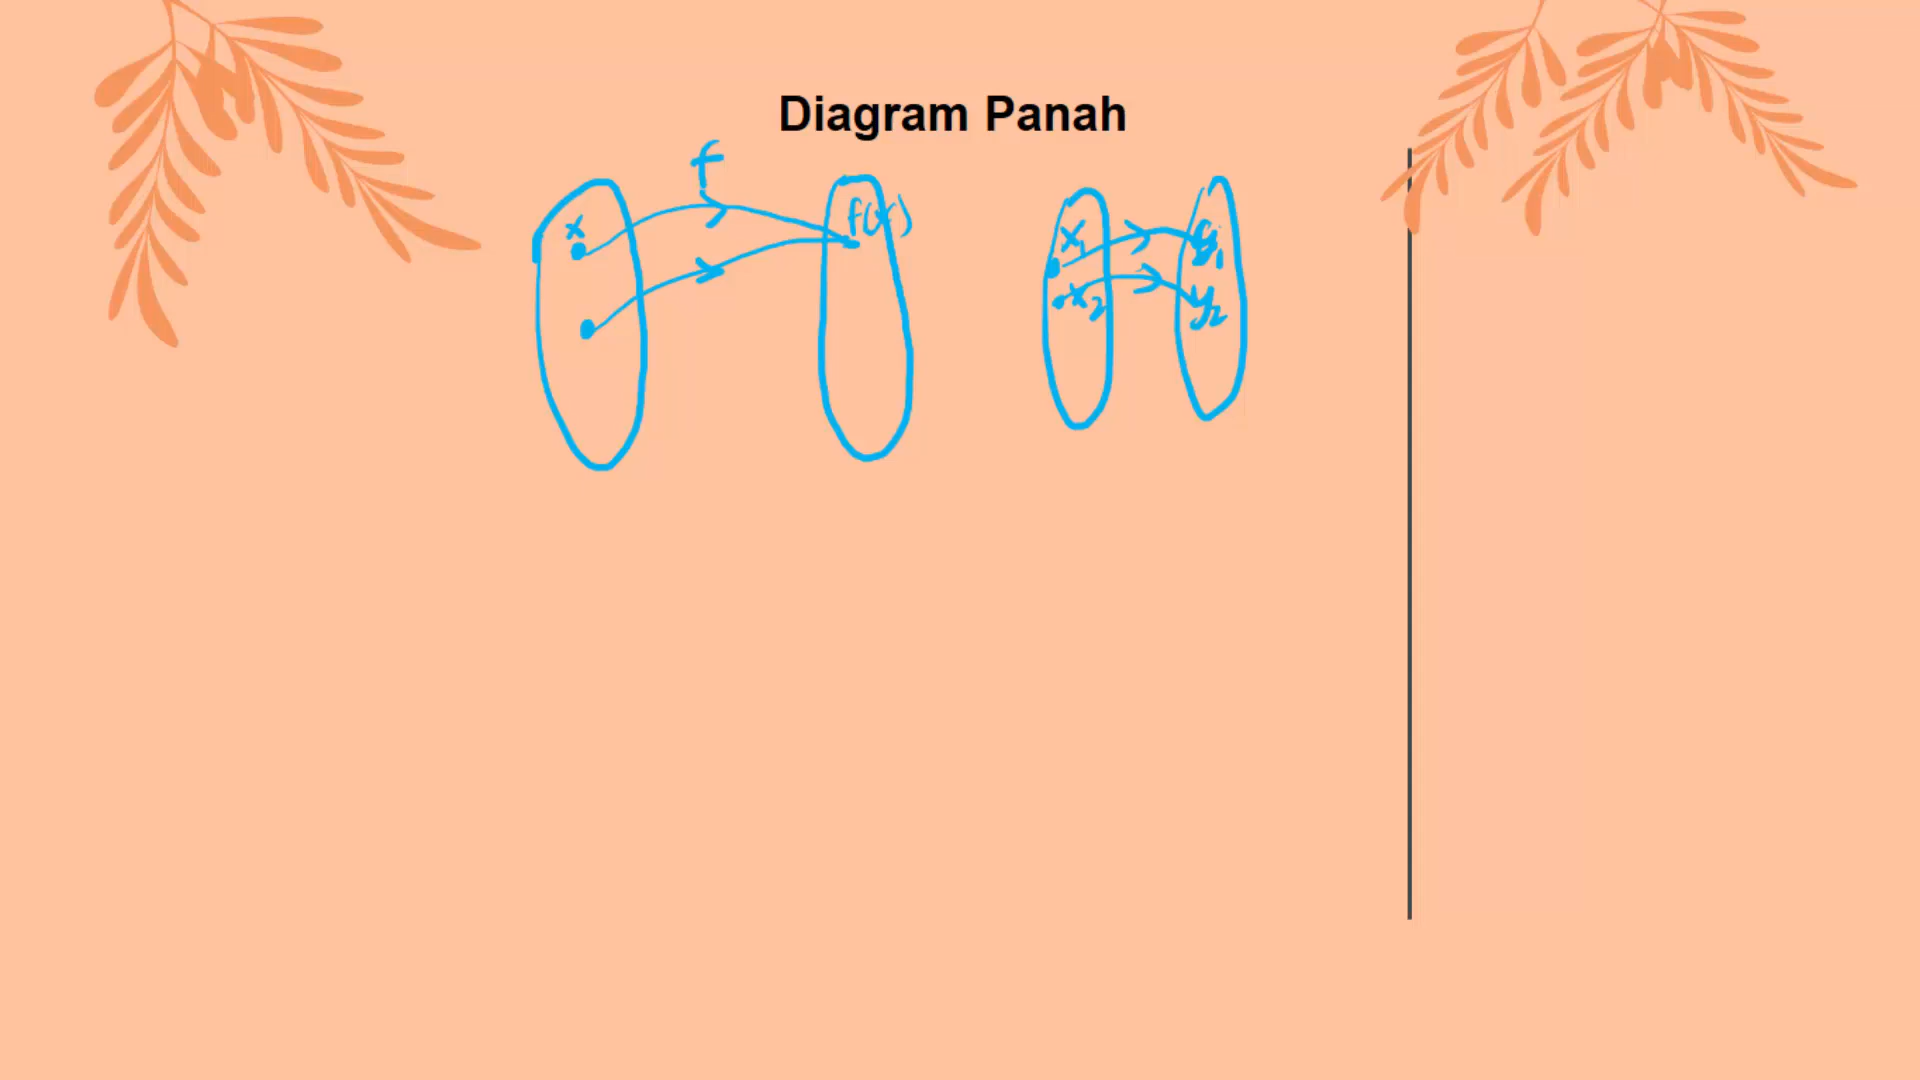 Diagram Panah
f
x f(x)
x₁ y₁
x₂ y₂